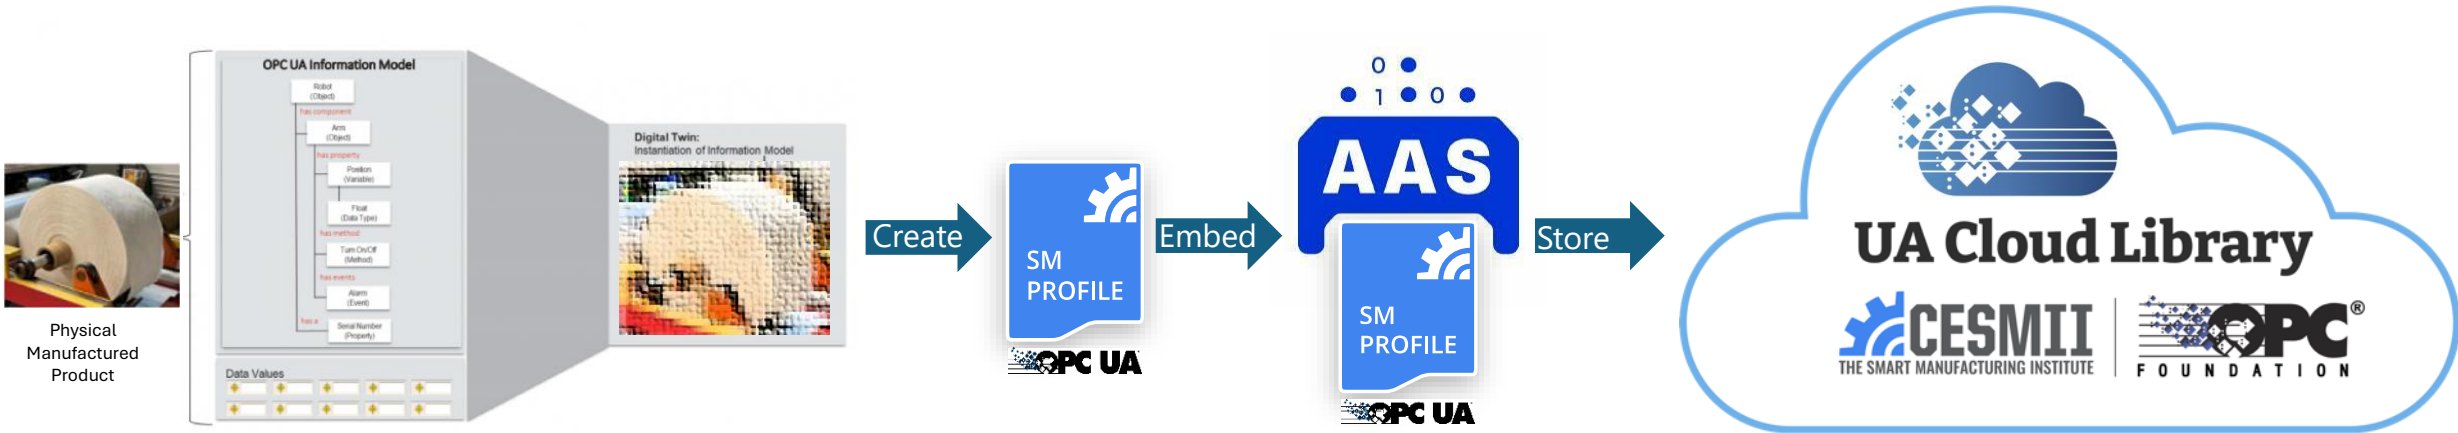 Physical
Manufactured
Product
OPC UA Information Model
Robot
(Object)
has component
Arm
(Object)
has property
Position
(Variable)
Float
(Data Type)
has method
Turn On/Off
(Method)
has events
Alarm
(Event)
has a
Serial Number
(Property)
Data Values
Digital Twin:
Instantiation of Information Model
Create
SM
PROFILE
OPC UA
Embed
0
1 0
AAS
SM
PROFILE
OPC UA
Store
UA Cloud Library
CESMII
THE SMART MANUFACTURING INSTITUTE
OPC®
FOUNDATION